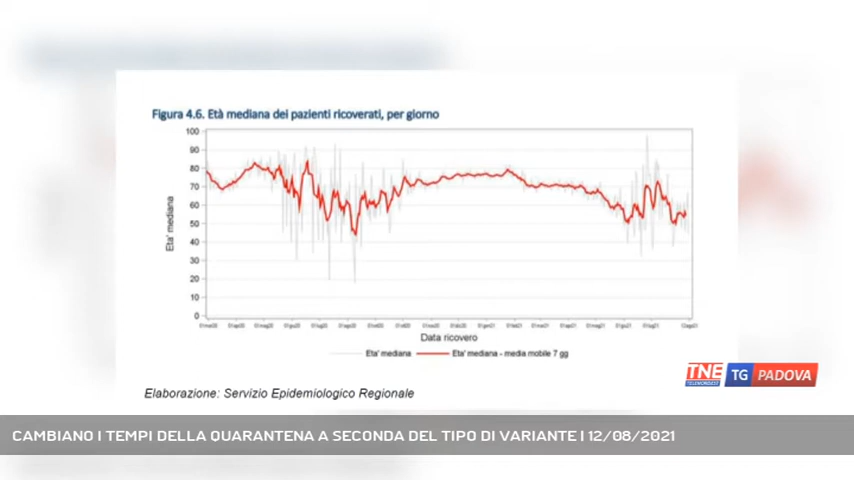 Figura 4.6. Età mediana dei pazienti ricoverati, per giorno
100
90
80
70
60
50
40
30
20
10
0
Eta' mediana
Data ricovero
Eta' mediana
Eta' mediana - media mobile 7 gg
Elaborazione: Servizio Epidemiologico Regionale
TNE TG PADOVA
TELENORDEST
CAMBIANO I TEMPI DELLA QUARANTENA A SECONDA DEL TIPO DI VARIANTE | 12/08/2021